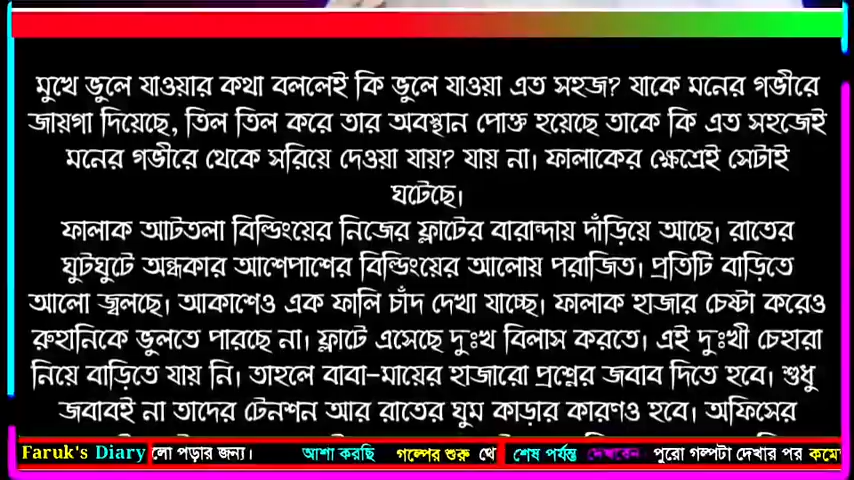 মুখে ভুলে যাওয়ার কথা বললেই কি ভুলে যাওয়া এত সহজ? যাকে মনের গভীরে
জায়গা দিয়েছে, তিল তিল করে তার অবস্থান পোক্ত হয়েছে তাকে কি এত সহজেই
মনের গভীরে থেকে সরিয়ে দেওয়া যায়? যায় না। ফালাকের ক্ষেত্রেই সেটাই
ঘটেছে।
ফালাক আটতলা বিল্ডিংয়ের নিজের ফ্লাটের বারান্দায় দাঁড়িয়ে আছে। রাতের
ঘুটঘুটে অন্ধকার আশেপাশের বিল্ডিংয়ের আলোয় পরাজিত। প্রতিটি বাড়িতে
আলো জ্বলছে। আকাশেও এক ফালি চাঁদ দেখা যাচ্ছে। ফালাক হাজার চেষ্টা করেও
রুহানিকে ভুলতে পারছে না। ফ্লাটে এসেছে দুঃখ বিলাস করতে। এই দুঃখী চেহারা
নিয়ে বাড়িতে যায় নি। তাহলে বাবা-মায়ের হাজারো প্রশ্নের জবাব দিতে হবে। শুধু
জবাবই না তাদের টেনশন আর রাতের ঘুম কাড়ার কারণও হবে। অফিসের
Faruk's Diary লো পড়ার জন্য। আশা করছি গল্পের শুরু থে শেষ পর্যন্ত দেখবেন পুরো গল্পটা দেখার পর কমে